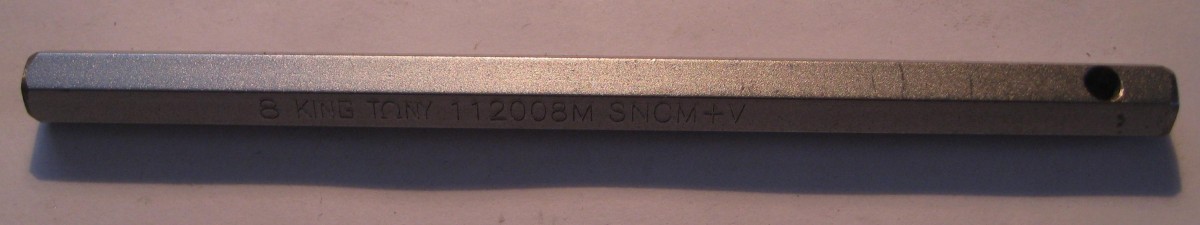 8 KING TONY 112008M SNCM+V